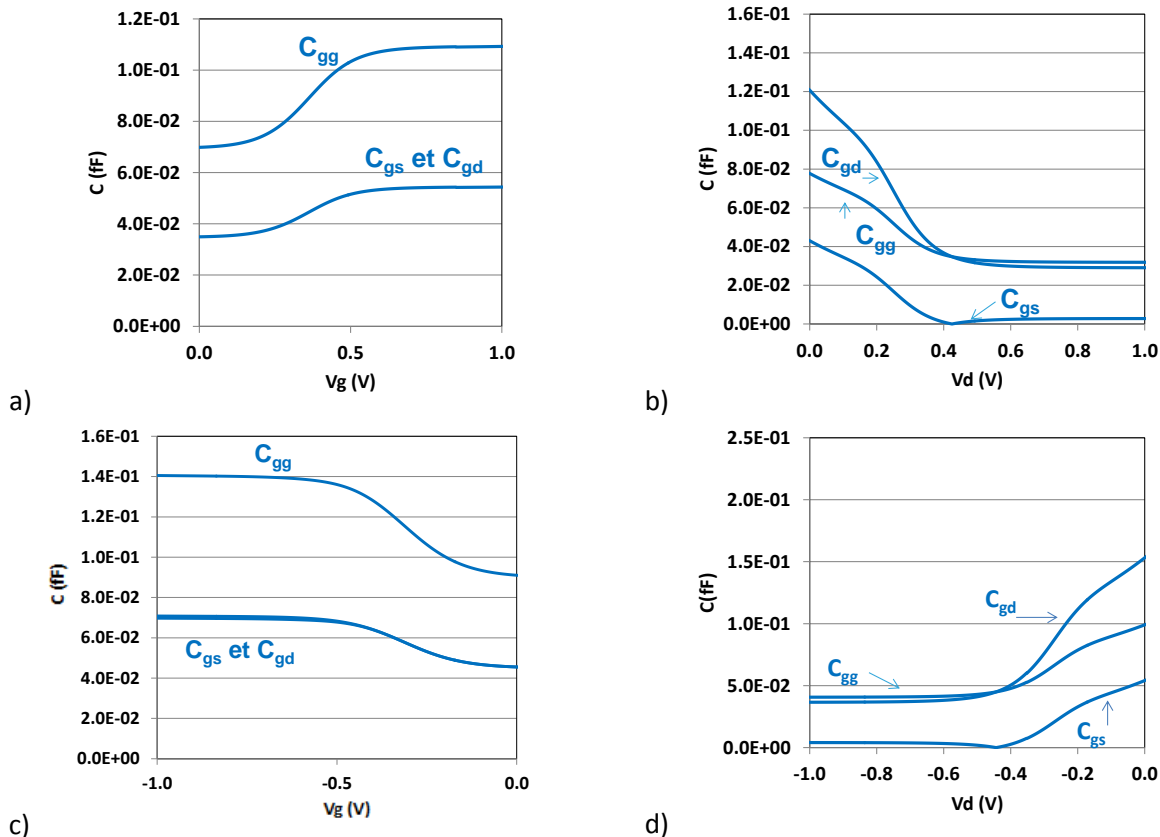 1.2E-01
1.0E-01
8.0E-02
6.0E-02
4.0E-02
2.0E-02
0.0E+00
C (fF)
Cgg
Cgs et Cgd
0.0
0.5
1.0
Vg (V)
a)
1.6E-01
1.4E-01
1.2E-01
1.0E-01
8.0E-02
6.0E-02
4.0E-02
2.0E-02
0.0E+00
C (fF)
Cgd
Cgg
Cgs
0.0
0.2
0.4
0.6
0.8
1.0
Vd (V)
b)
1.6E-01
1.4E-01
1.2E-01
1.0E-01
8.0E-02
6.0E-02
4.0E-02
2.0E-02
0.0E+00
C (fF)
Cgg
Cgs et Cgd
-1.0
-0.5
0.0
Vg (V)
c)
2.5E-01
2.0E-01
1.5E-01
1.0E-01
5.0E-02
0.0E+00
C(fF)
Cgd
Cgg
Cgs
-1.0
-0.8
-0.6
-0.4
-0.2
0.0
Vd (V)
d)